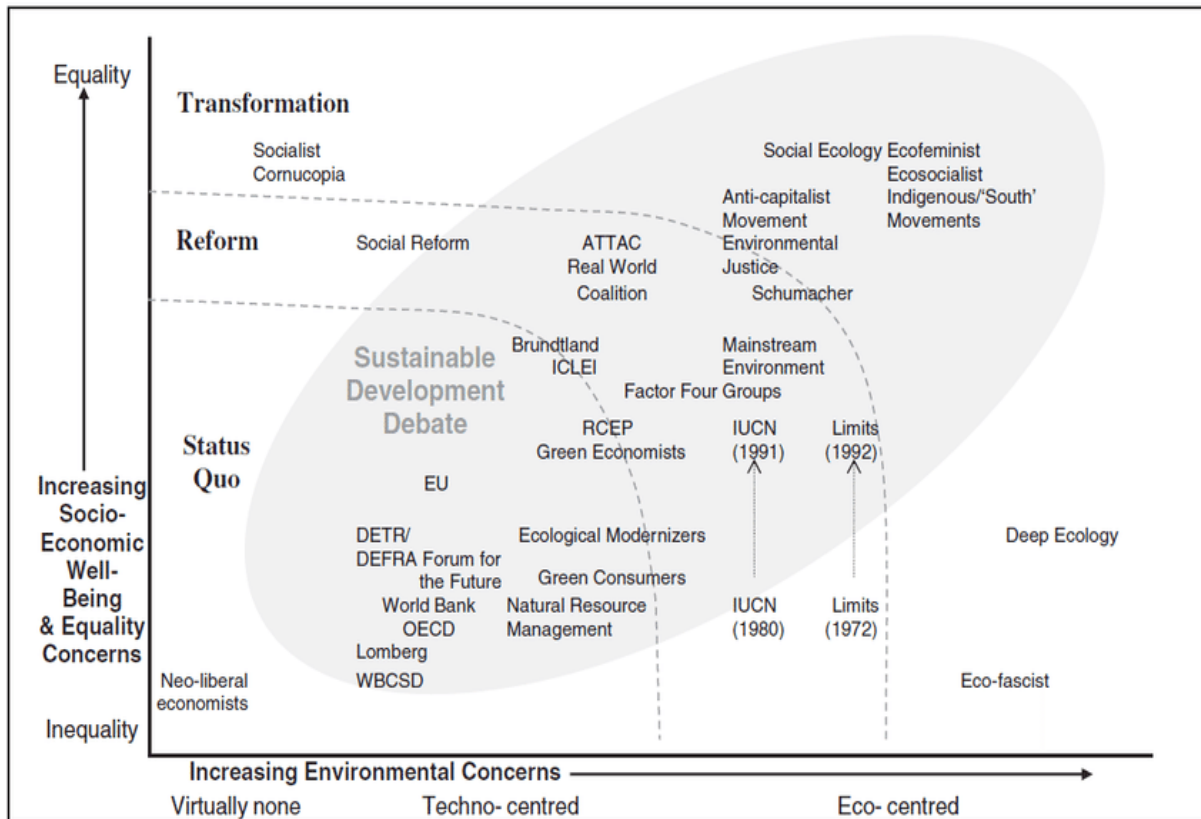 Equality
Transformation
Socialist
Cornucopia
Social Ecology Ecofeminist
Ecosocialist
Indigenous/‘South’
Movements
Anti-capitalist
Movement
Environmental
Justice
Reform
Social Reform
ATTAC
Real World
Coalition
Schumacher
Sustainable
Development
Debate
Brundtland
ICLEI
Mainstream
Environment
Factor Four Groups
Status
Quo
RCEP
Green Economists
IUCN
(1991)
Limits
(1992)
EU
Increasing
Socio-
Economic
Well-
Being
& Equality
Concerns
DETR/
DEFRA Forum for
the Future
Ecological Modernizers
Green Consumers
Deep Ecology
World Bank
OECD
Natural Resource
Management
IUCN
(1980)
Limits
(1972)
Lomberg
WBCSD
Neo-liberal
economists
Eco-fascist
Inequality
Increasing Environmental Concerns
Virtually none
Techno- centred
Eco- centred